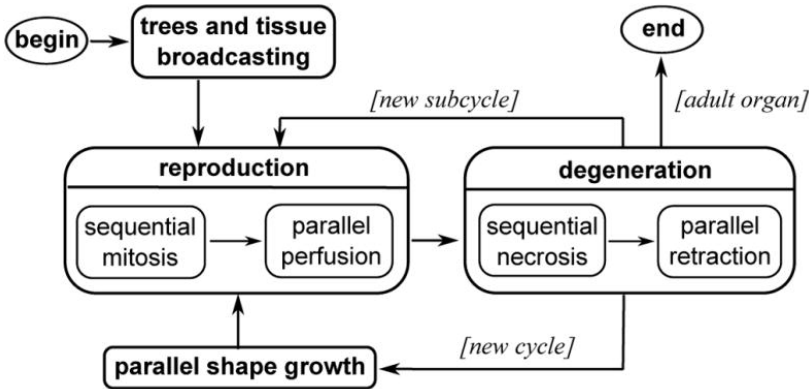 begin
trees and tissue
broadcasting
end
[new subcycle]
[adult organ]
reproduction
degeneration
sequential
mitosis
parallel
perfusion
sequential
necrosis
parallel
retraction
parallel shape growth
[new cycle]